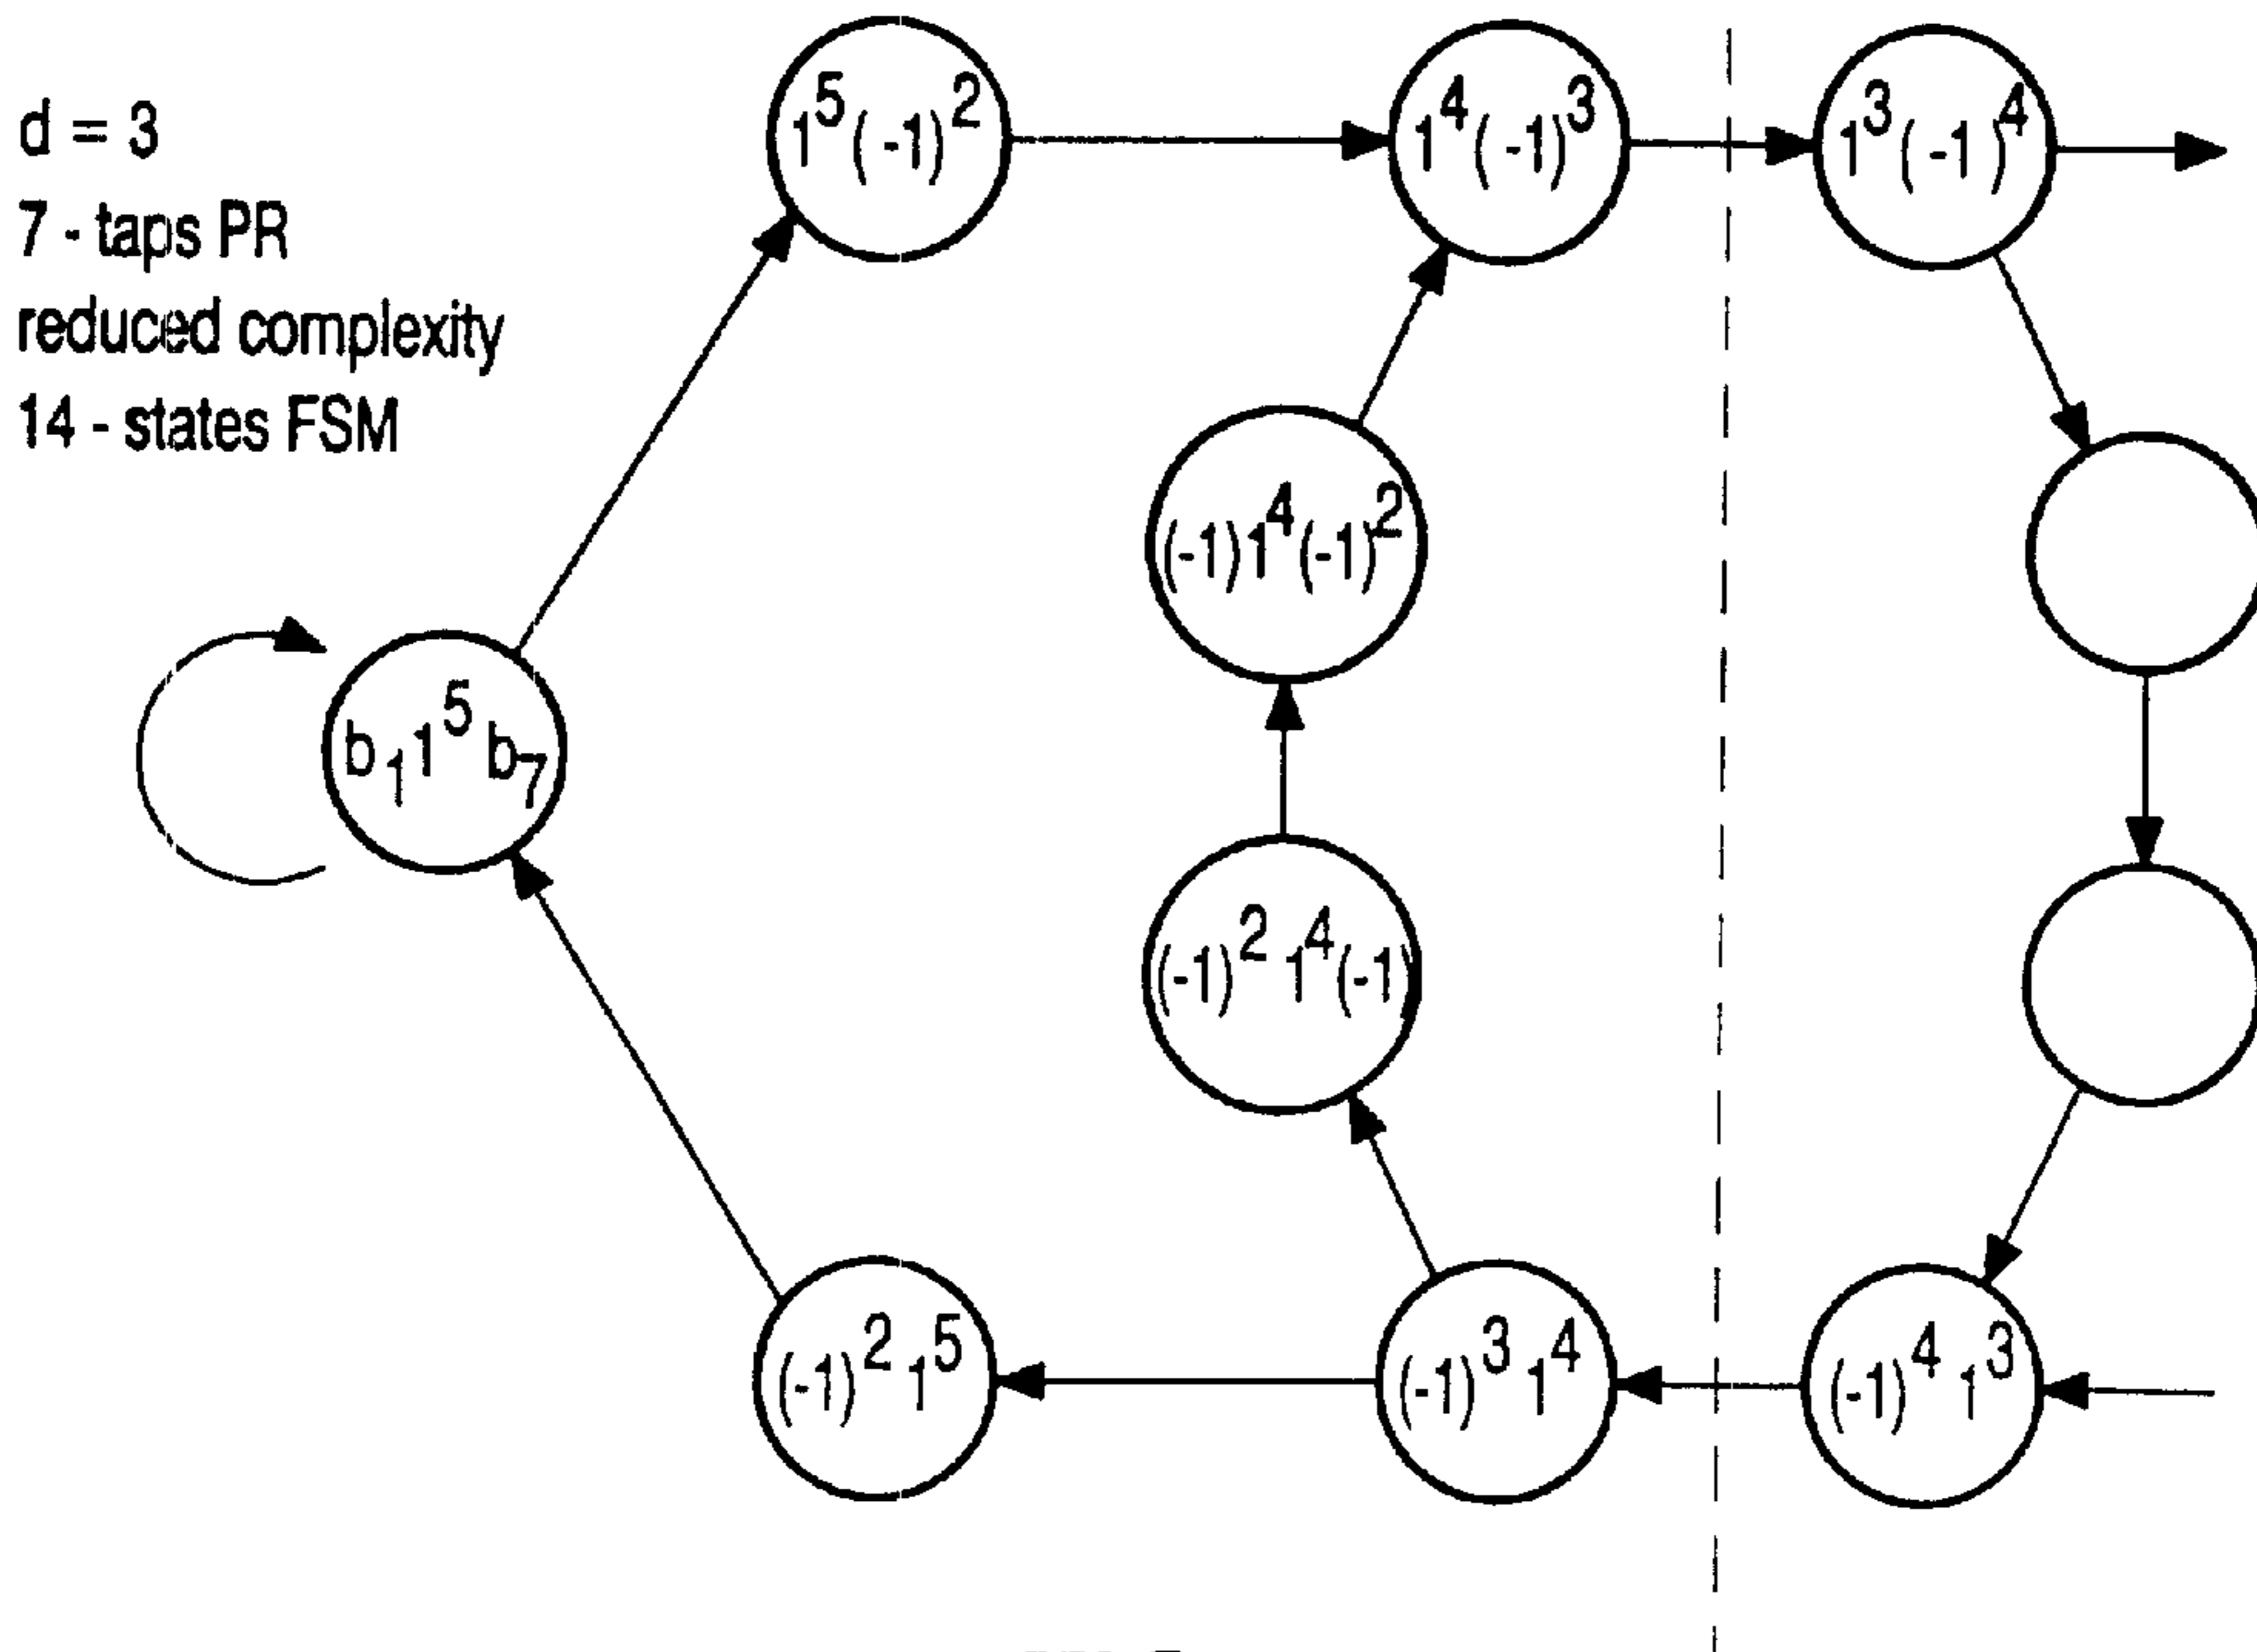 d = 3
7 - taps PR
reduced complexity
14 - states FSM
1^5 (-1)^2
1^4 (-1)^3
1^3 (-1)^4
(-1) 1^4 (-1)^2
b_1 1^5 b_7
(-1)^2 1^4 (-1)
(-1)^2 1^5
(-1)^3 1^4
(-1)^4 1^3